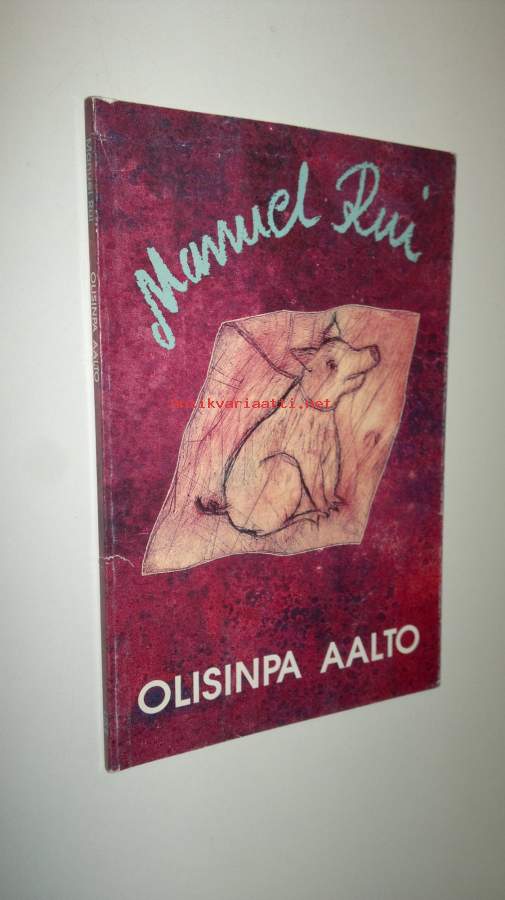 Manuel Rui
antikvariaatti.net
OLISINPA AALTO
Manuel Rui
OLISINPA AALTO